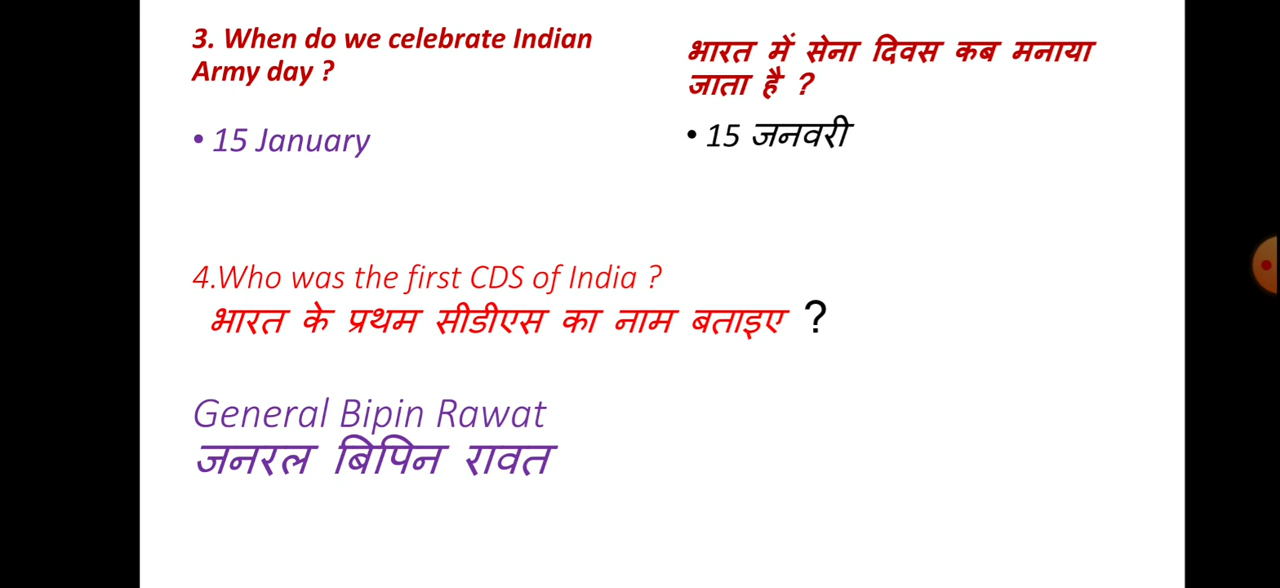 3. When do we celebrate Indian
Army day ?
• 15 January
भारत में सेना दिवस कब मनाया
जाता है ?
• 15 जनवरी
4.Who was the first CDS of India ?
भारत के प्रथम सीडीएस का नाम बताइए ?
General Bipin Rawat
जनरल बिपिन रावत